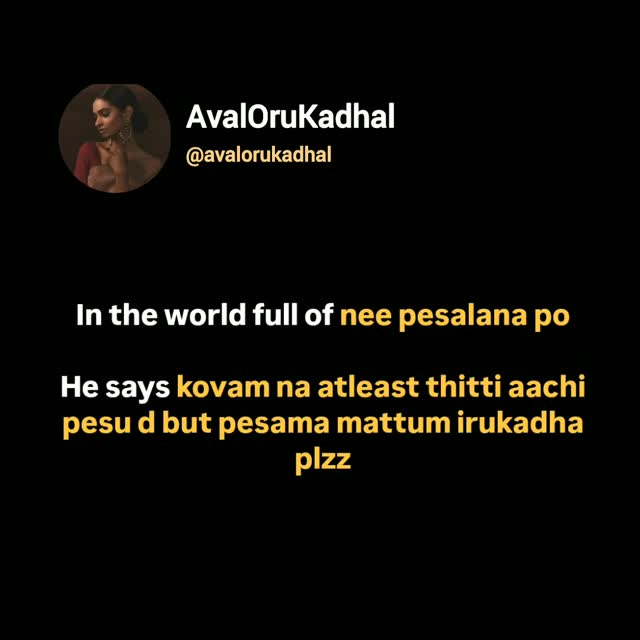 AvalOruKadhal
@avalorukadhal
In the world full of nee pesalana po
He says kovam na atleast thitti aachi
pesu d but pesama mattum irukadha
plzz